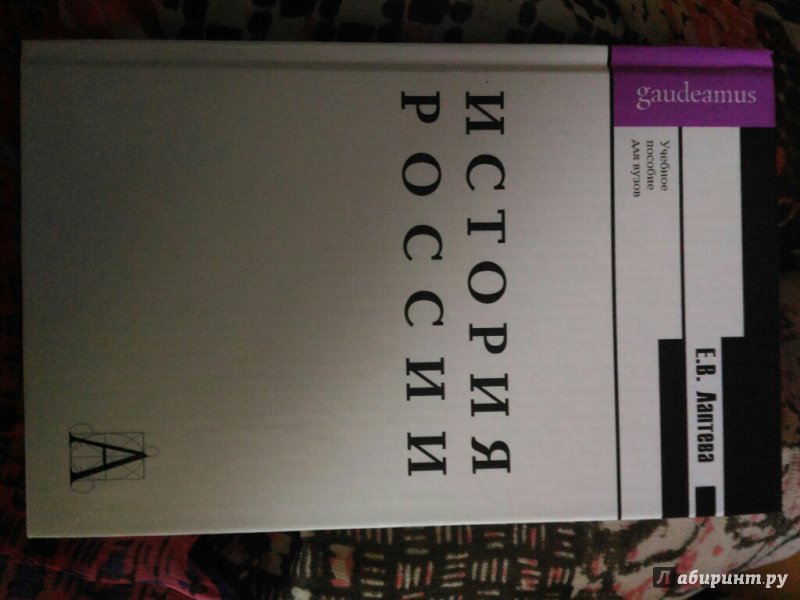 gaudeamus
Учебное
пособие
для вузов
Е.В. Лаптева
ИСТОРИЯ
РОССИИ
А
Лабиринт.ру